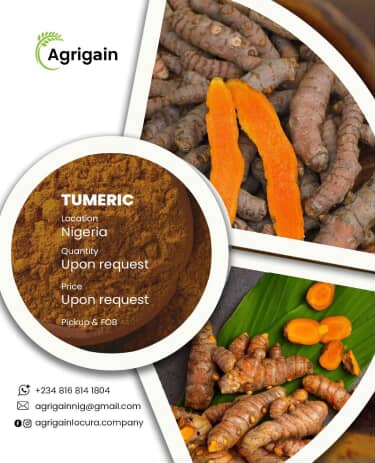 Agrigain
TUMERIC
Location
Nigeria
Quantity
Upon request
Price
Upon request
Pickup & FOB
+234 816 814 1804
agrigainnig@gmail.com
agrigainlocura.company